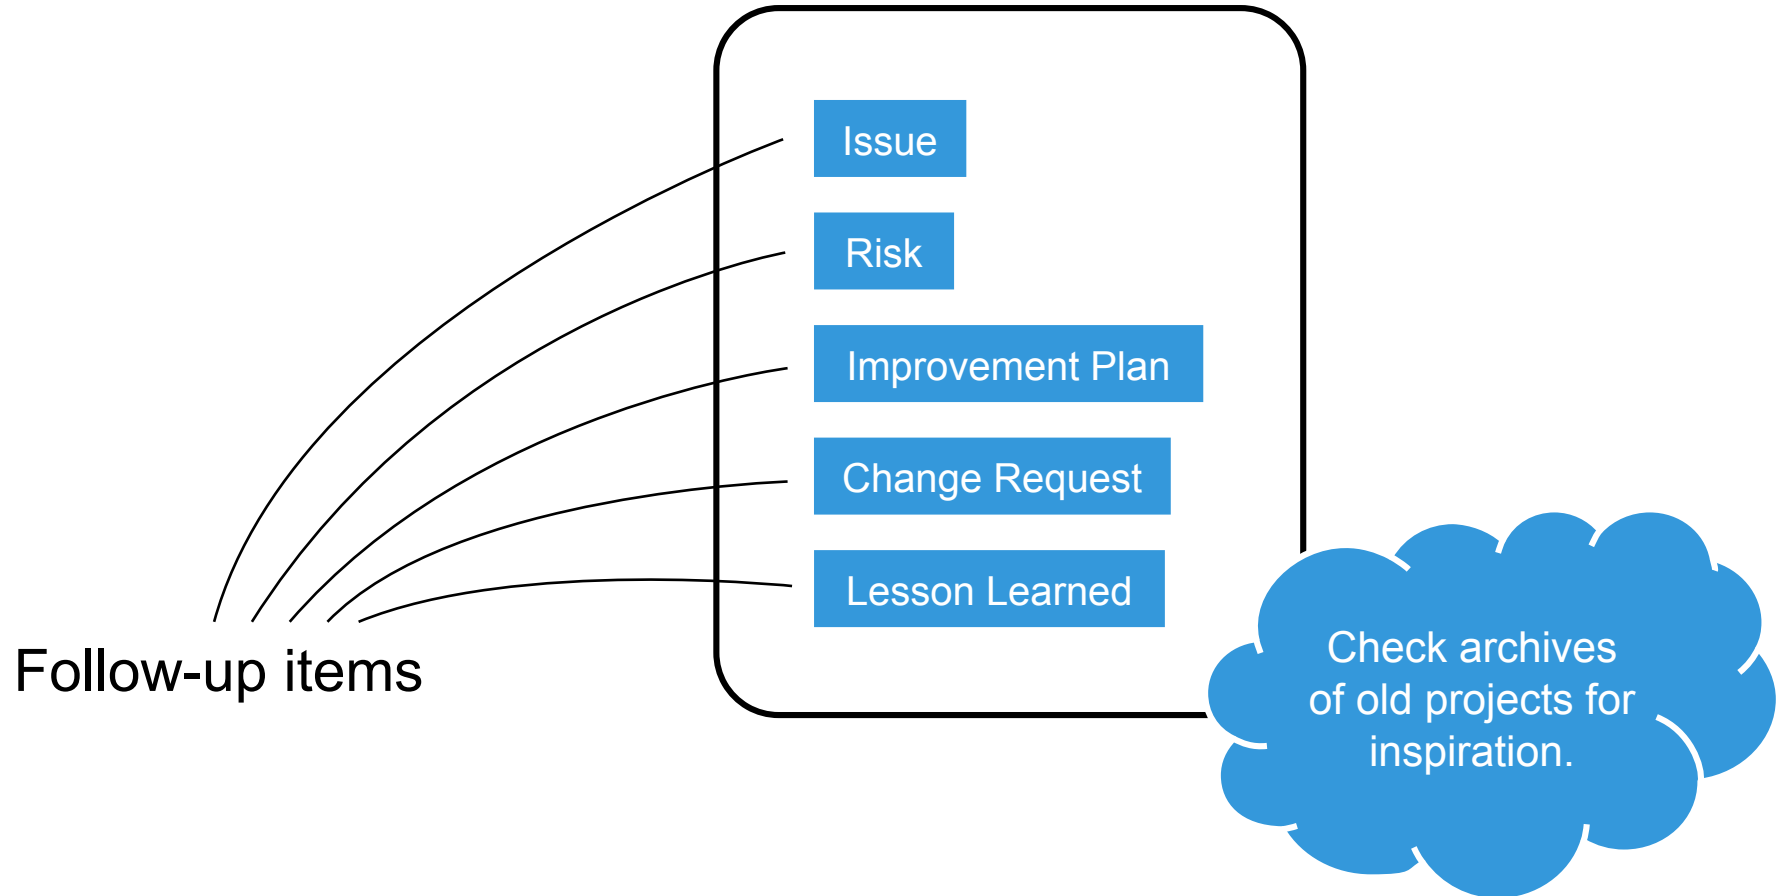 Issue
Risk
Improvement Plan
Change Request
Lesson Learned
Follow-up items
Check archives
of old projects for
inspiration.